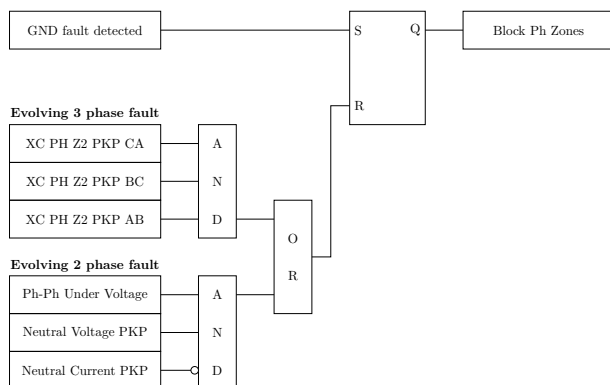 GND fault detected
S
Q
Block Ph Zones
R
Evolving 3 phase fault
XC PH Z2 PKP CA
XC PH Z2 PKP BC
XC PH Z2 PKP AB
A
N
D
O
R
Evolving 2 phase fault
Ph-Ph Under Voltage
Neutral Voltage PKP
Neutral Current PKP
A
N
D